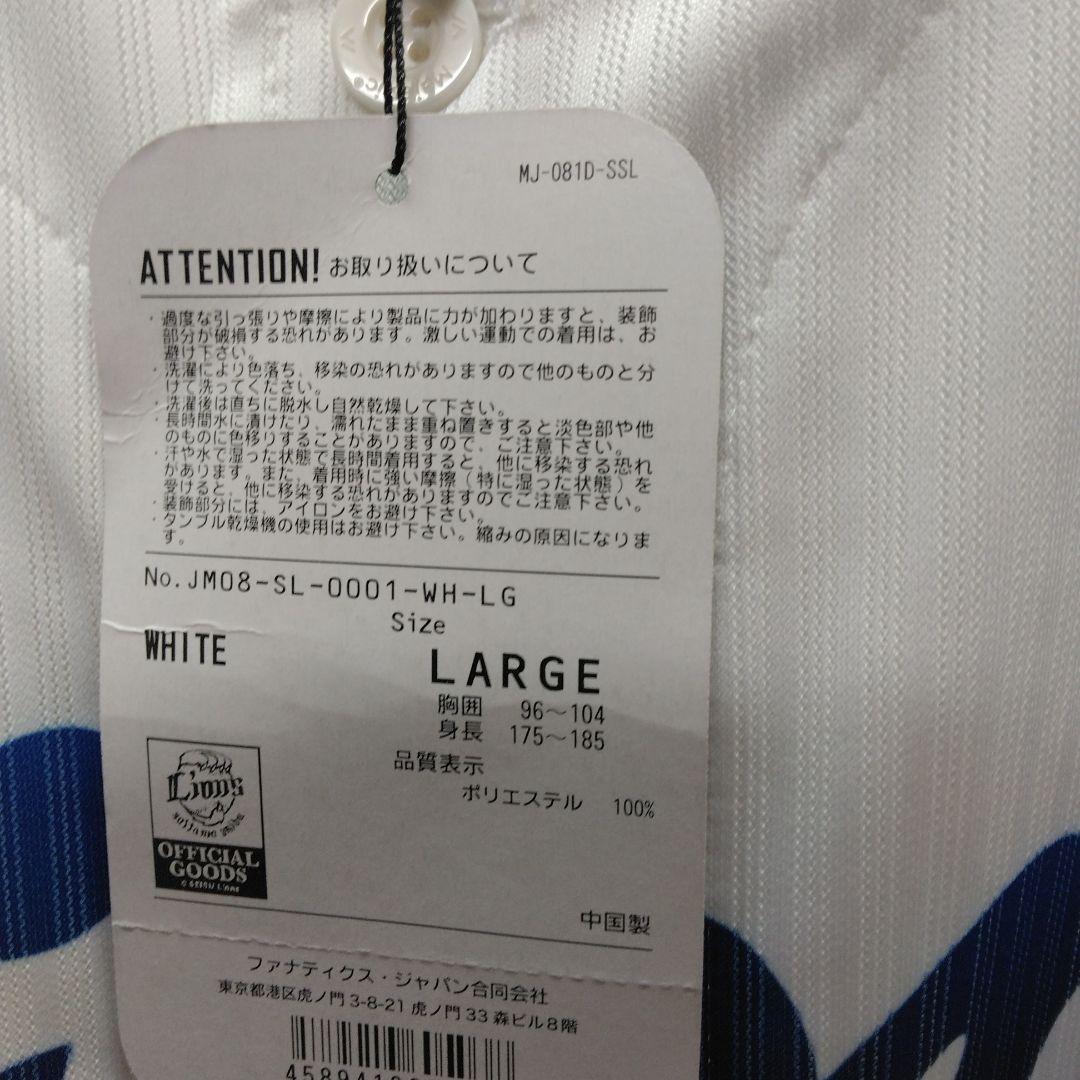 MJ-081D-SSL
ATTENTION! お取り扱いについて
・過度な引っ張りや摩擦により製品に力が加わりますと、装飾
部分が破損する恐れがあります。激しい運動での着用は、お
避け下さい。
・洗濯により色落ち、移染の恐れがありますので他のものと分
けて洗ってください。
・洗濯後は直ちに脱水し自然乾燥して下さい。
・長時間水に漬けたり、濡れたまま重ね置きすると淡色部や他
のものに色移りすることがありますので、ご注意下さい。
・汗や水で湿った状態で長時間着用すると、他に移染する恐れ
があります。また、着用時に強い摩擦（特に湿った状態）を
受けると、他に移染する恐れがありますのでご注意下さい。
・装飾部分には、アイロンをお避け下さい。
・タンブル乾燥機の使用はお避け下さい。縮みの原因になりま
す。
No.JM08-SL-0001-WH-LG
Size
WHITE
LARGE
胸囲 96～104
身長 175～185
品質表示
ポリエステル 100%
Lions
OFFICIAL
GOODS
中国製
ファナティクス・ジャパン合同会社
東京都港区虎ノ門 3-8-21 虎ノ門 33 森ビル 8 階